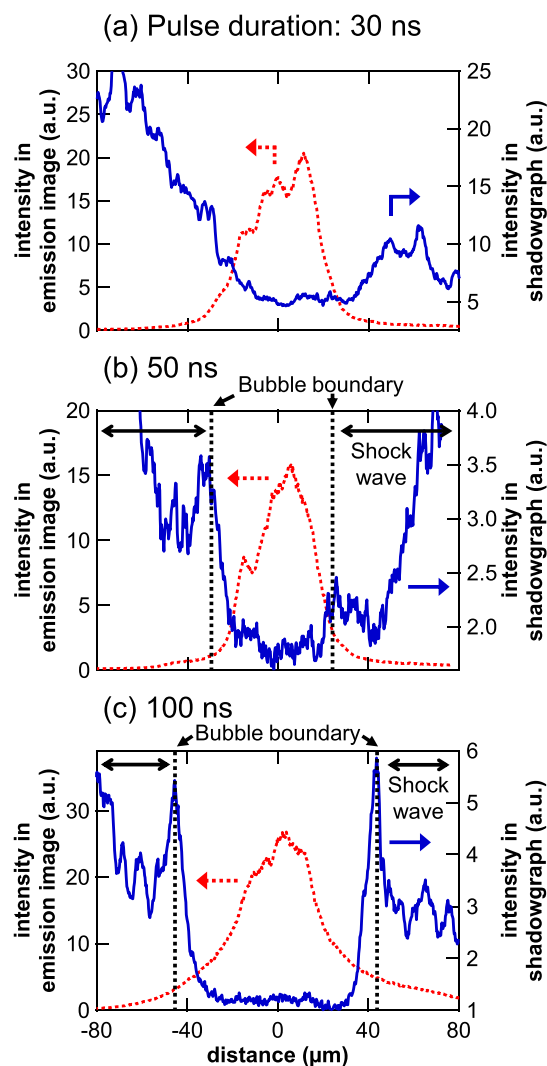 (a) Pulse duration: 30 ns
intensity in
emission image (a.u.)
30
25
20
15
10
5
0
25
20
15
10
5
intensity in
shadowgraph (a.u.)
(b) 50 ns
Bubble boundary
intensity in
emission image (a.u.)
20
15
10
5
0
Shock
wave
4.0
3.5
3.0
2.5
2.0
intensity in
shadowgraph (a.u.)
(c) 100 ns
Bubble boundary
intensity in
emission image (a.u.)
30
20
10
0
Shock
wave
6
5
4
3
2
1
intensity in
shadowgraph (a.u.)
-80 -40 0 40 80
distance (μm)